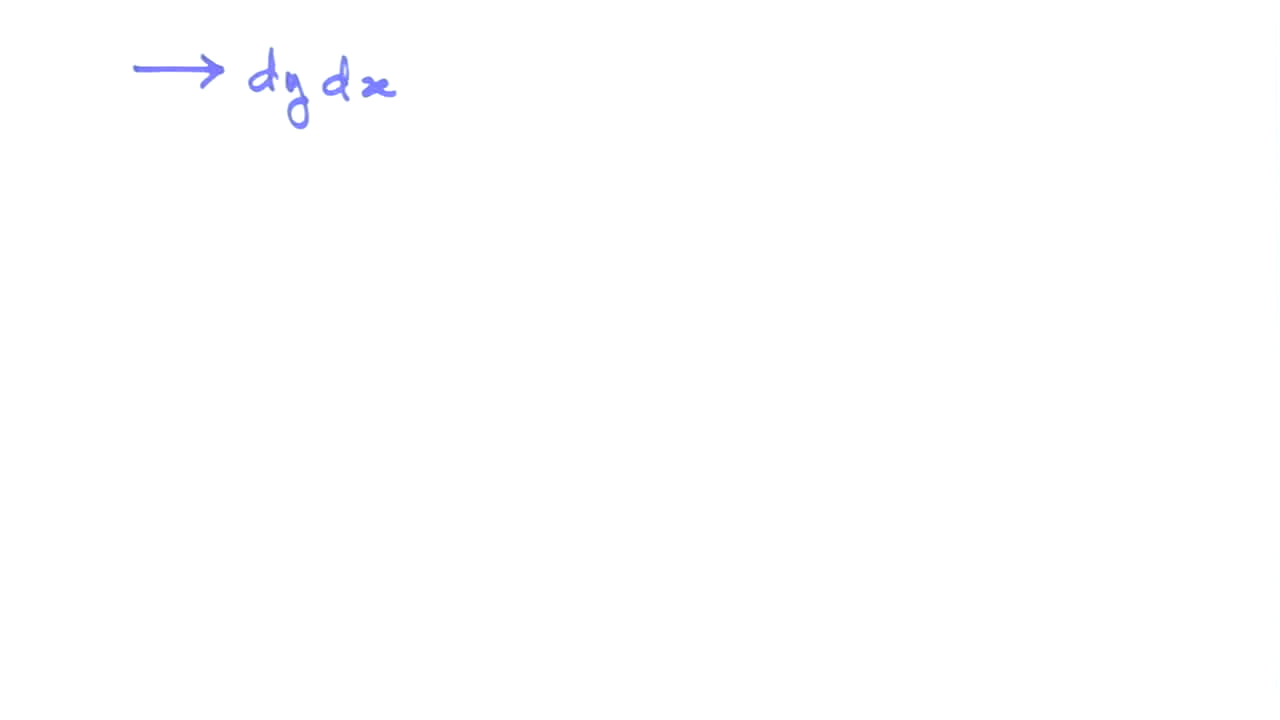 → dy dx